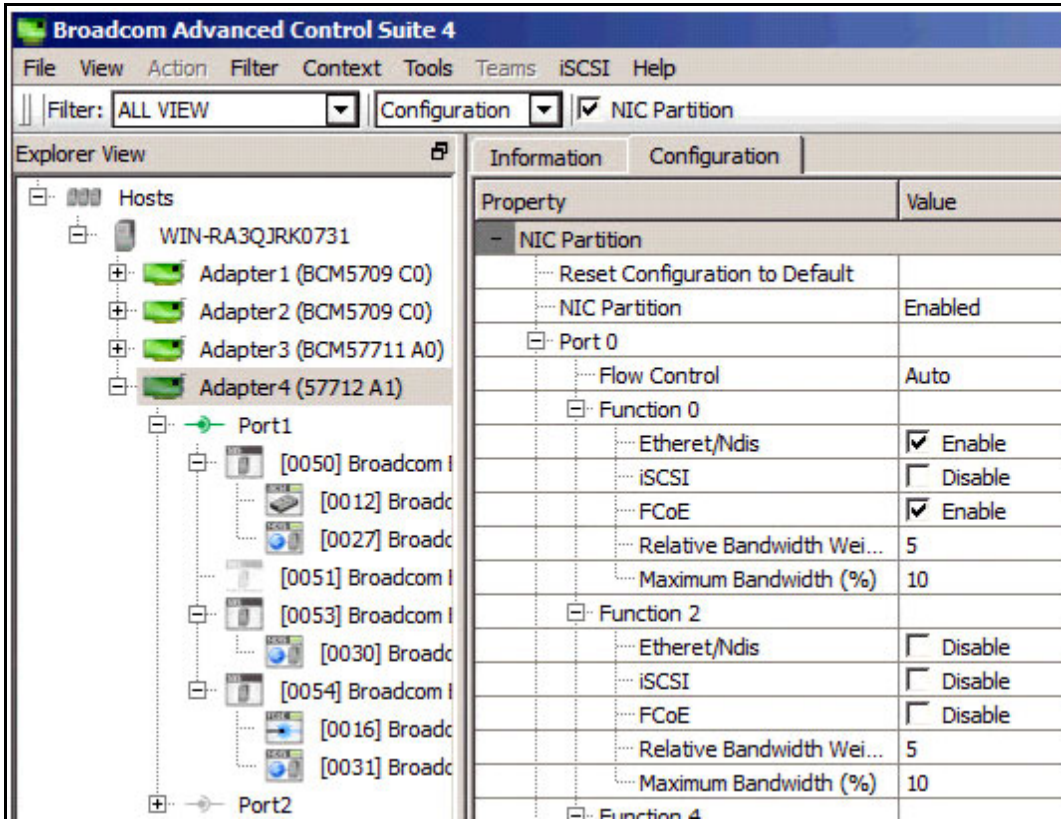 Broadcom Advanced Control Suite 4
File View Action Filter Context Tools Teams iSCSI Help
Filter: ALL VIEW Configuration NIC Partition
Explorer View
Hosts
WIN-RA3QJRK0731
Adapter1 (BCM5709 C0)
Adapter2 (BCM5709 C0)
Adapter3 (BCM57711 A0)
Adapter4 (57712 A1)
Port1
[0050] Broadcom
[0012] Broadc
[0027] Broadc
[0051] Broadcom
[0053] Broadcom
[0030] Broadc
[0054] Broadcom
[0016] Broadc
[0031] Broadc
Port2
Information Configuration
Property Value
NIC Partition
Reset Configuration to Default
NIC Partition Enabled
Port 0
Flow Control Auto
Function 0
Etheret/Ndis Enable
iSCSI Disable
FCoE Enable
Relative Bandwidth Wei... 5
Maximum Bandwidth (%) 10
Function 2
Etheret/Ndis Disable
iSCSI Disable
FCoE Disable
Relative Bandwidth Wei... 5
Maximum Bandwidth (%) 10
Function 4